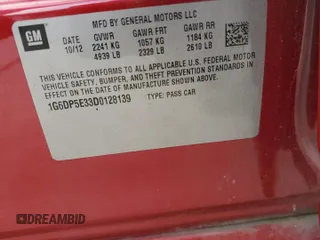 GM
MFD BY GENERAL MOTORS LLC
DATE GVWR GAWR FRT GAWR RR
10/12 2241 KG 1057 KG 1184 KG
4939 LB 2329 LB 2610 LB
THIS VEHICLE CONFORMS TO ALL APPLICABLE U.S. FEDERAL MOTOR
VEHICLE SAFETY, BUMPER, AND THEFT PREVENTION STANDARDS IN
EFFECT ON THE DATE OF MANUFACTURE SHOWN ABOVE.
1G6DP5E33D0128139 TYPE: PASS CAR
DREAMBID